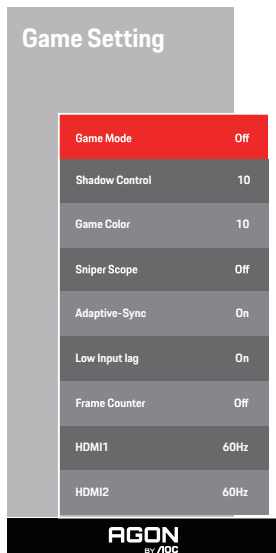 Game Setting
Game Mode Off
Shadow Control 10
Game Color 10
Sniper Scope Off
Adaptive-Sync On
Low Input lag On
Frame Counter Off
HDMI1 60Hz
HDMI2 60Hz
AGON
BY AOC